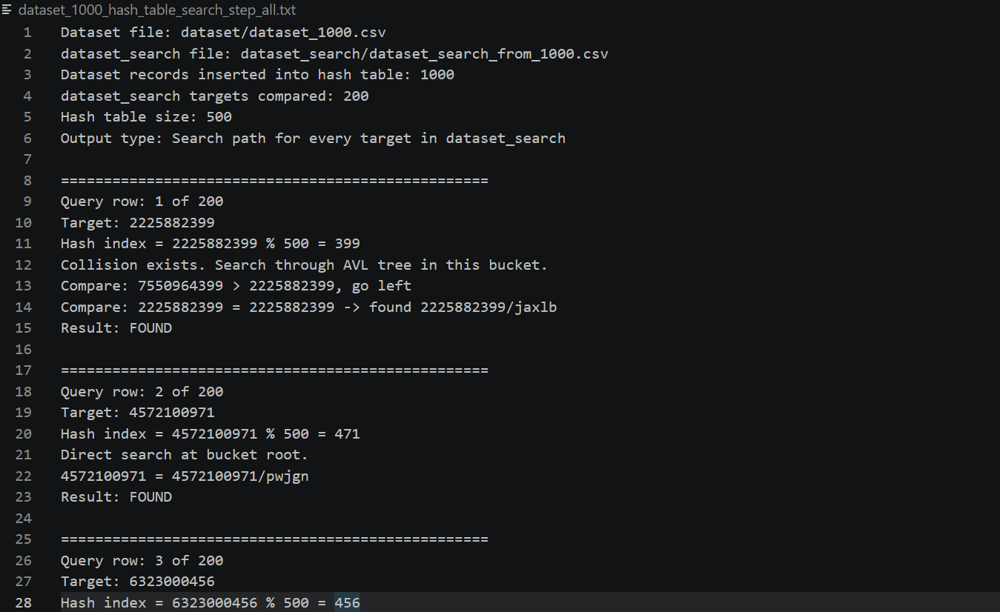 dataset_1000_hash_table_search_step_all.txt
1 Dataset file: dataset/dataset_1000.csv
2 dataset_search file: dataset_search/dataset_search_from_1000.csv
3 Dataset records inserted into hash table: 1000
4 dataset_search targets compared: 200
5 Hash table size: 500
6 Output type: Search path for every target in dataset_search
7
8 ==================================================
9 Query row: 1 of 200
10 Target: 2225882399
11 Hash index = 2225882399 % 500 = 399
12 Collision exists. Search through AVL tree in this bucket.
13 Compare: 7550964399 > 2225882399, go left
14 Compare: 2225882399 = 2225882399 -> found 2225882399/jaxlb
15 Result: FOUND
16
17 ==================================================
18 Query row: 2 of 200
19 Target: 4572100971
20 Hash index = 4572100971 % 500 = 471
21 Direct search at bucket root.
22 4572100971 = 4572100971/pwjgn
23 Result: FOUND
24
25 ==================================================
26 Query row: 3 of 200
27 Target: 6323000456
28 Hash index = 6323000456 % 500 = 456